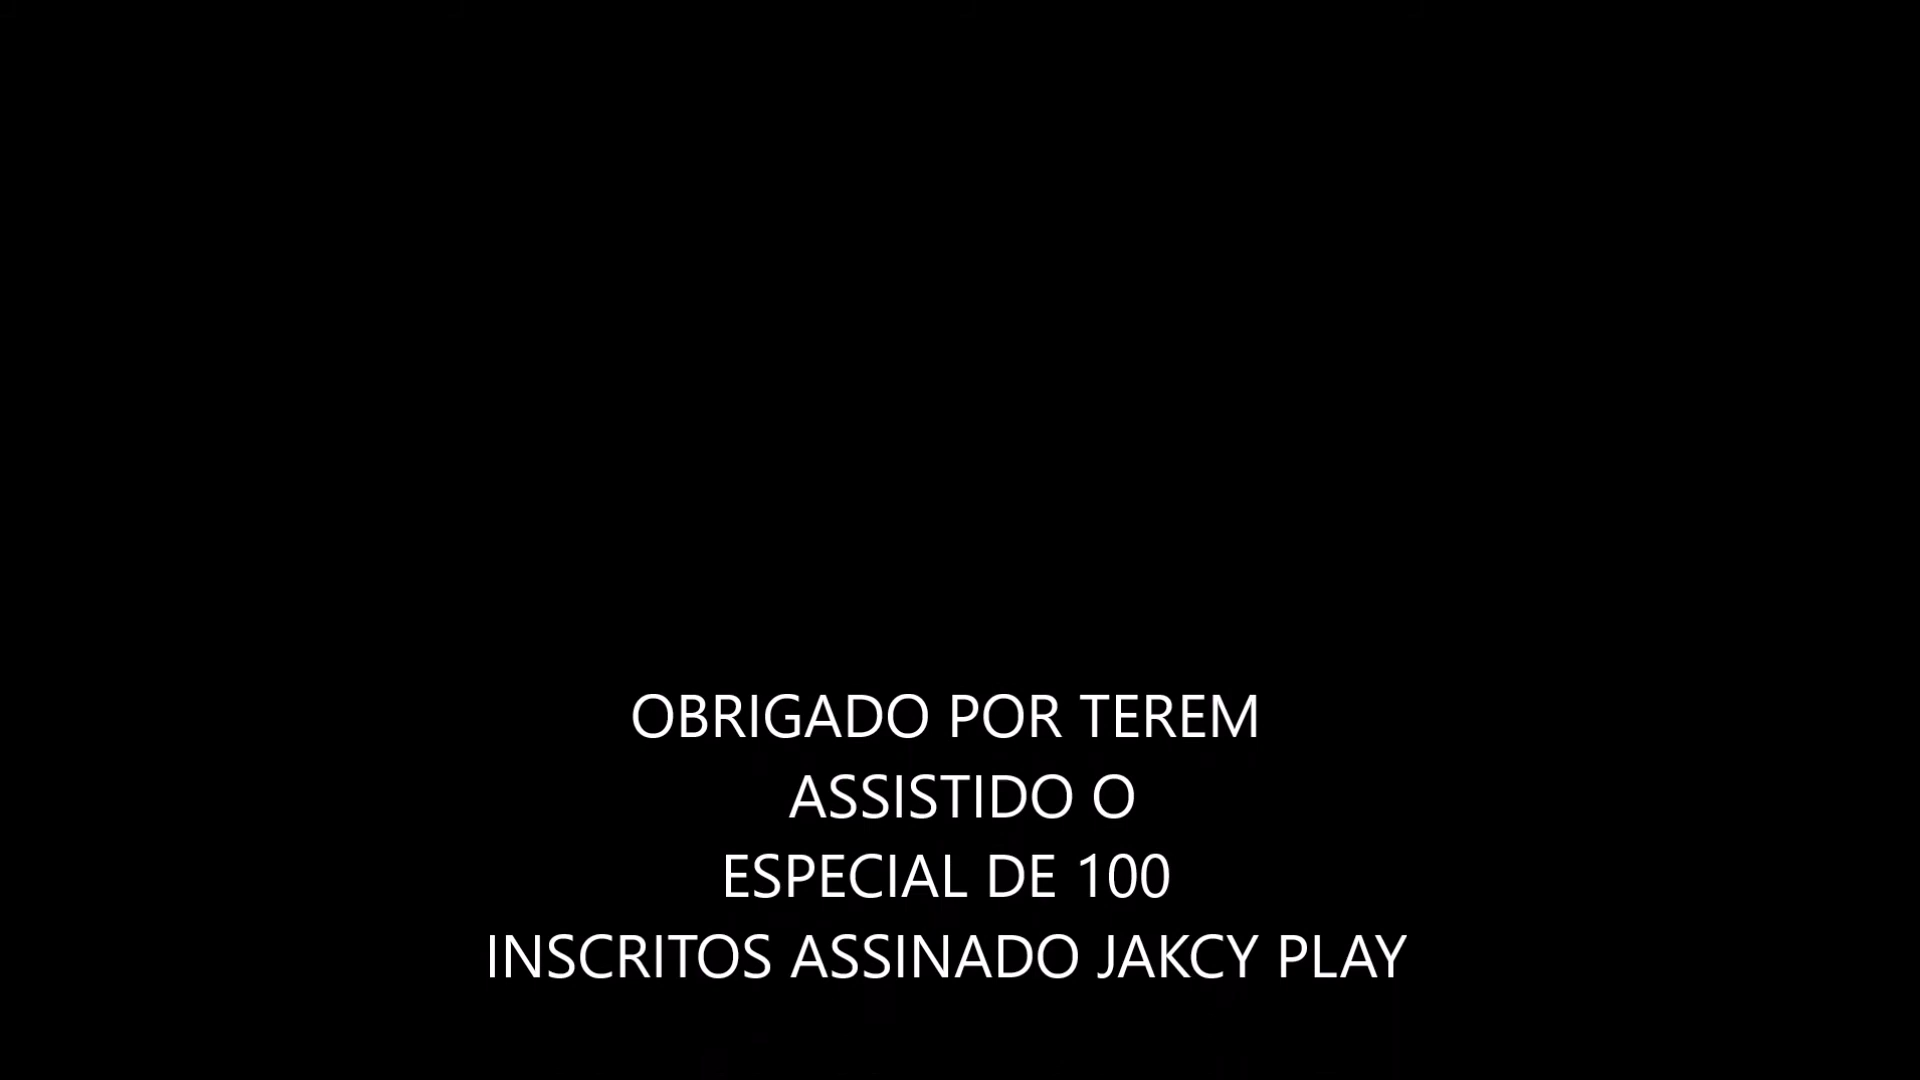 OBRIGADO POR TEREM
ASSISTIDO O
ESPECIAL DE 100
INSCRITOS ASSINADO JAKCY PLAY